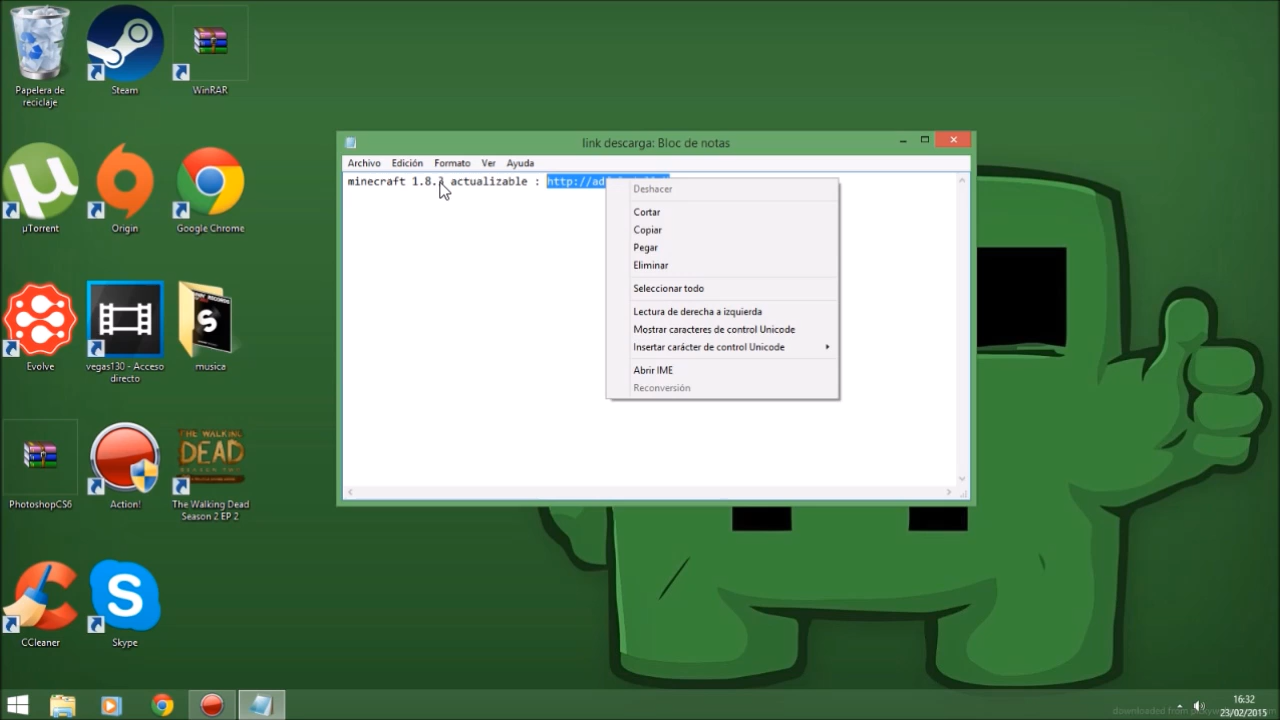 Papelera de
reciclaje
Steam
WinRAR
µTorrent
Origin
Google Chrome
Evolve
vegas130 - Acceso
directo
musica
PhotoshopCS6
Action!
THE WALKING
DEAD
The Walking Dead
Season 2 EP 2
CCleaner
Skype
link descarga: Bloc de notas
Archivo Edición Formato Ver Ayuda
minecraft 1.8. actualizable :
Deshacer
Cortar
Copiar
Pegar
Eliminar
Seleccionar todo
Lectura de derecha a izquierda
Mostrar caracteres de control Unicode
Insertar carácter de control Unicode
Abrir IME
Reconversión
16:32
23/02/2015
downloaded from